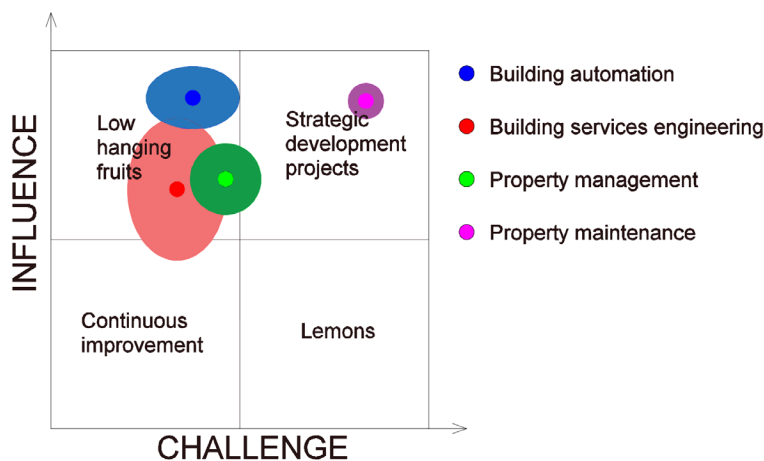 INFLUENCE
CHALLENGE
Low
hanging
fruits
Strategic
development
projects
Continuous
improvement
Lemons
Building automation
Building services engineering
Property management
Property maintenance